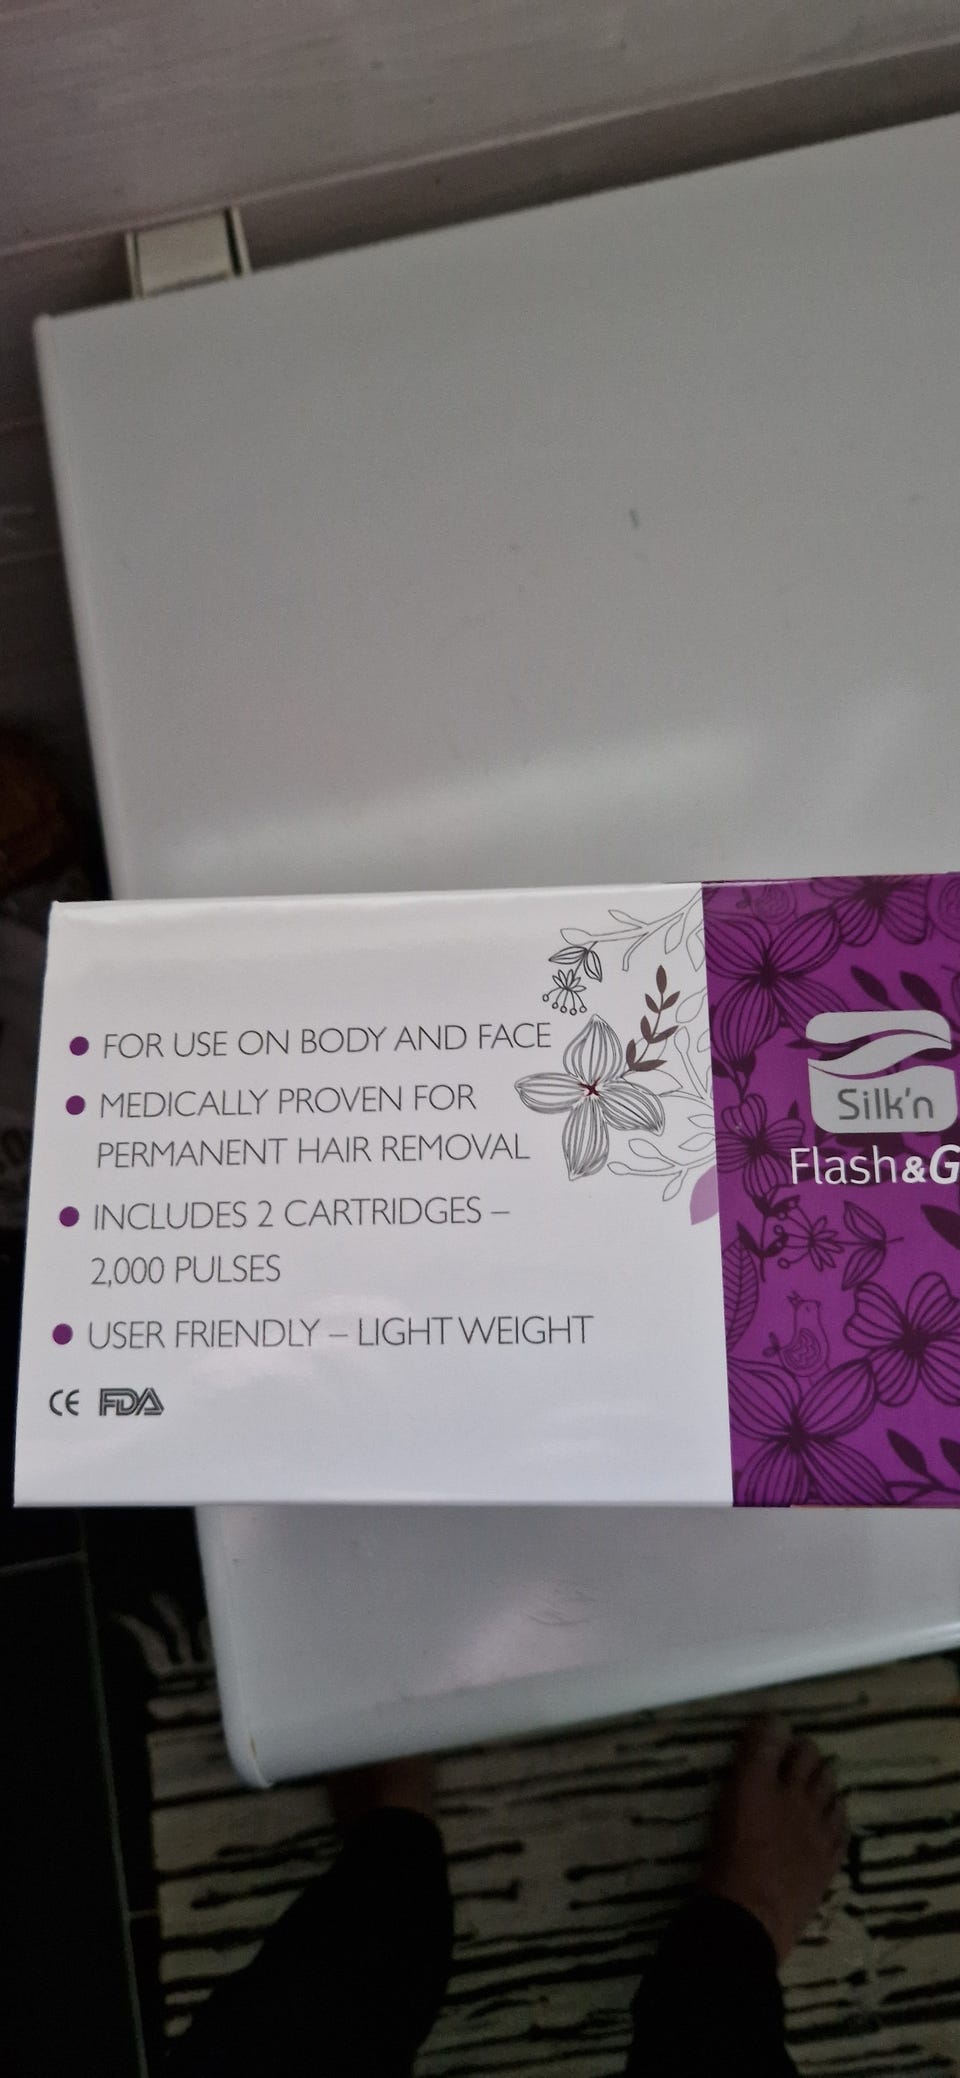 FOR USE ON BODY AND FACE
MEDICALLY PROVEN FOR
PERMANENT HAIR REMOVAL
INCLUDES 2 CARTRIDGES –
2,000 PULSES
USER FRIENDLY – LIGHT WEIGHT
CE FDA
Silk'n
Flash&G